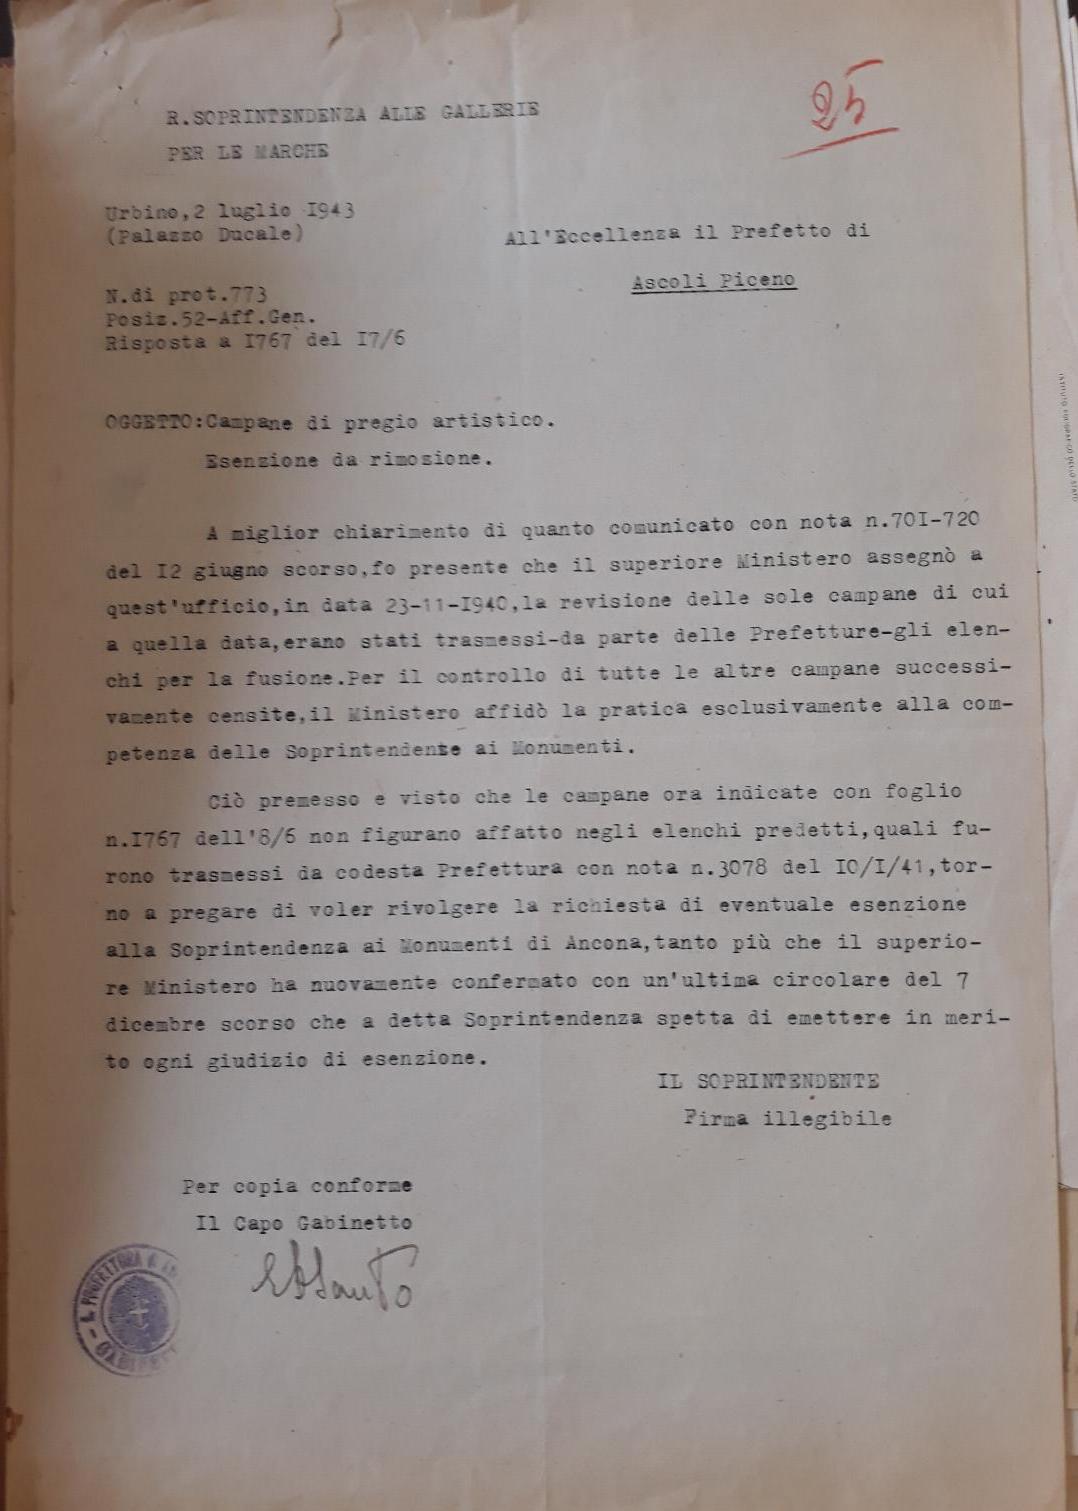 25
R.SOPRINTENDENZA ALLE GALLERIE
PER LE MARCHE
Urbino,2 luglio I943
(Palazzo Ducale)
All'Eccellenza il Prefetto di
Ascoli Piceno
N.di prot.773
Posiz.52-Aff.Gen.
Risposta a I767 del I7/6
OGGETTO:Campane di pregio artistico.
Esenzione da rimozione.
A miglior chiarimento di quanto comunicato con nota n.70I-720
del I2 giugno scorso,fo presente che il superiore Ministero assegnò a
quest'ufficio,in data 23-11-I940,la revisione delle sole campane di cui
a quella data,erano stati trasmessi-da parte delle Prefetture-gli elen-
chi per la fusione.Per il controllo di tutte le altre campane successi-
vamente censite,il Ministero affidò la pratica esclusivamente alla com-
petenza delle Soprintendente ai Monumenti.
Ciò premesso e visto che le campane ora indicate con foglio
n.I767 dell'8/6 non figurano affatto negli elenchi predetti,quali fu-
rono trasmessi da codesta Prefettura con nota n.3078 del IO/I/41,tor-
no a pregare di voler rivolgere la richiesta di eventuale esenzione
alla Soprintendenza ai Monumenti di Ancona,tanto più che il superio-
re Ministero ha nuovamente confermato con un'ultima circolare del 7
dicembre scorso che a detta Soprintendenza spetta di emettere in meri-
to ogni giudizio di esenzione.
IL SOPRINTENDENTE
Firma illegibile
Per copia conforme
Il Capo Gabinetto
R. PREFETTURA
ISTITUTO POLIGRAFICO DELLO STATO